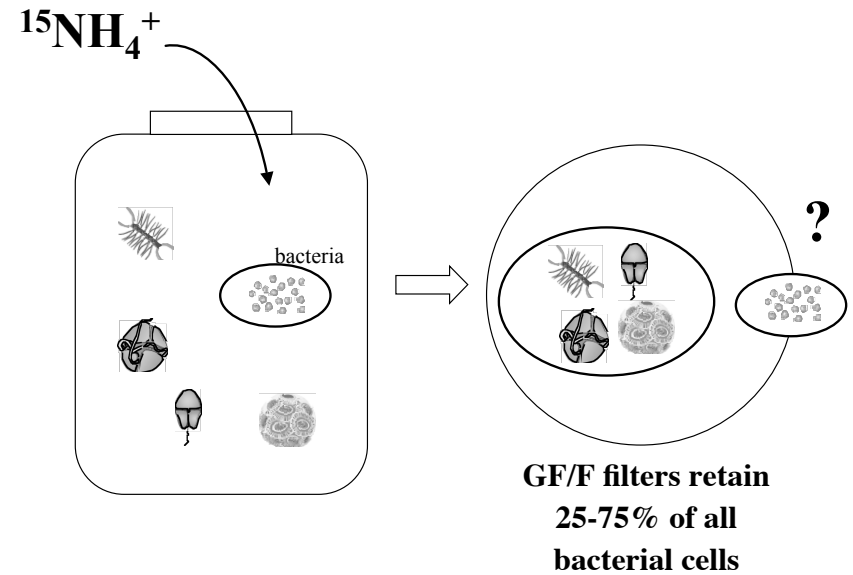 ¹⁵NH₄⁺
bacteria
?
GF/F filters retain
25-75% of all
bacterial cells